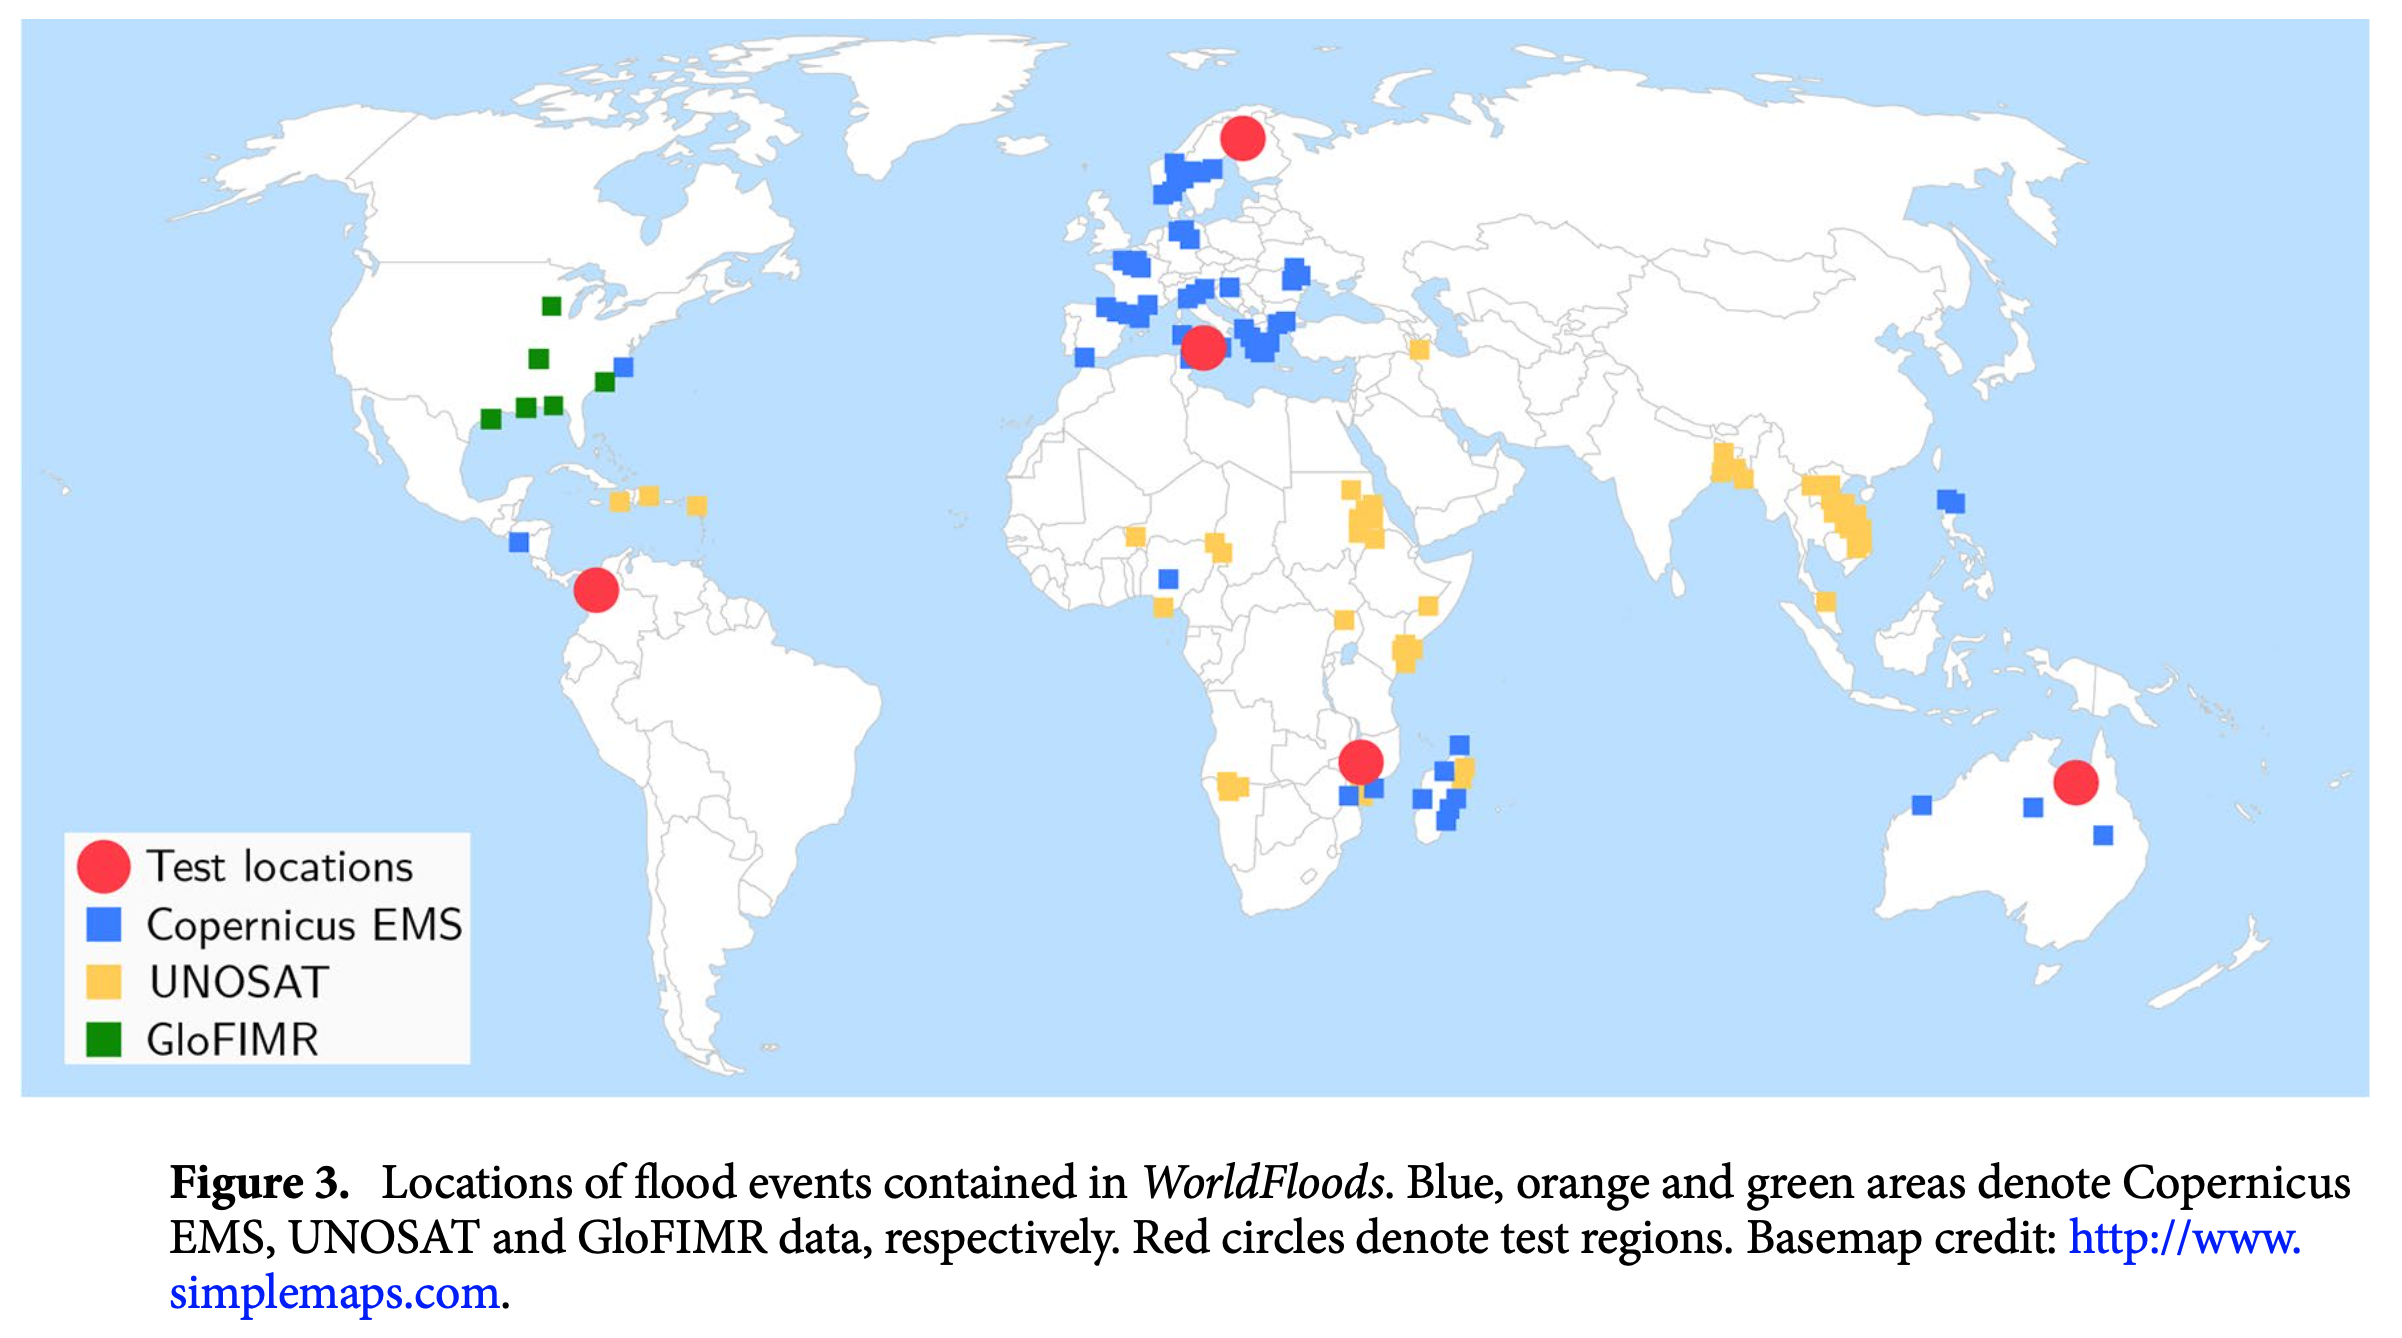 Test locations
Copernicus EMS
UNOSAT
GloFIMR
Figure 3. Locations of flood events contained in WorldFloods. Blue, orange and green areas denote Copernicus
EMS, UNOSAT and GloFIMR data, respectively. Red circles denote test regions. Basemap credit: http://www.
simplemaps.com.